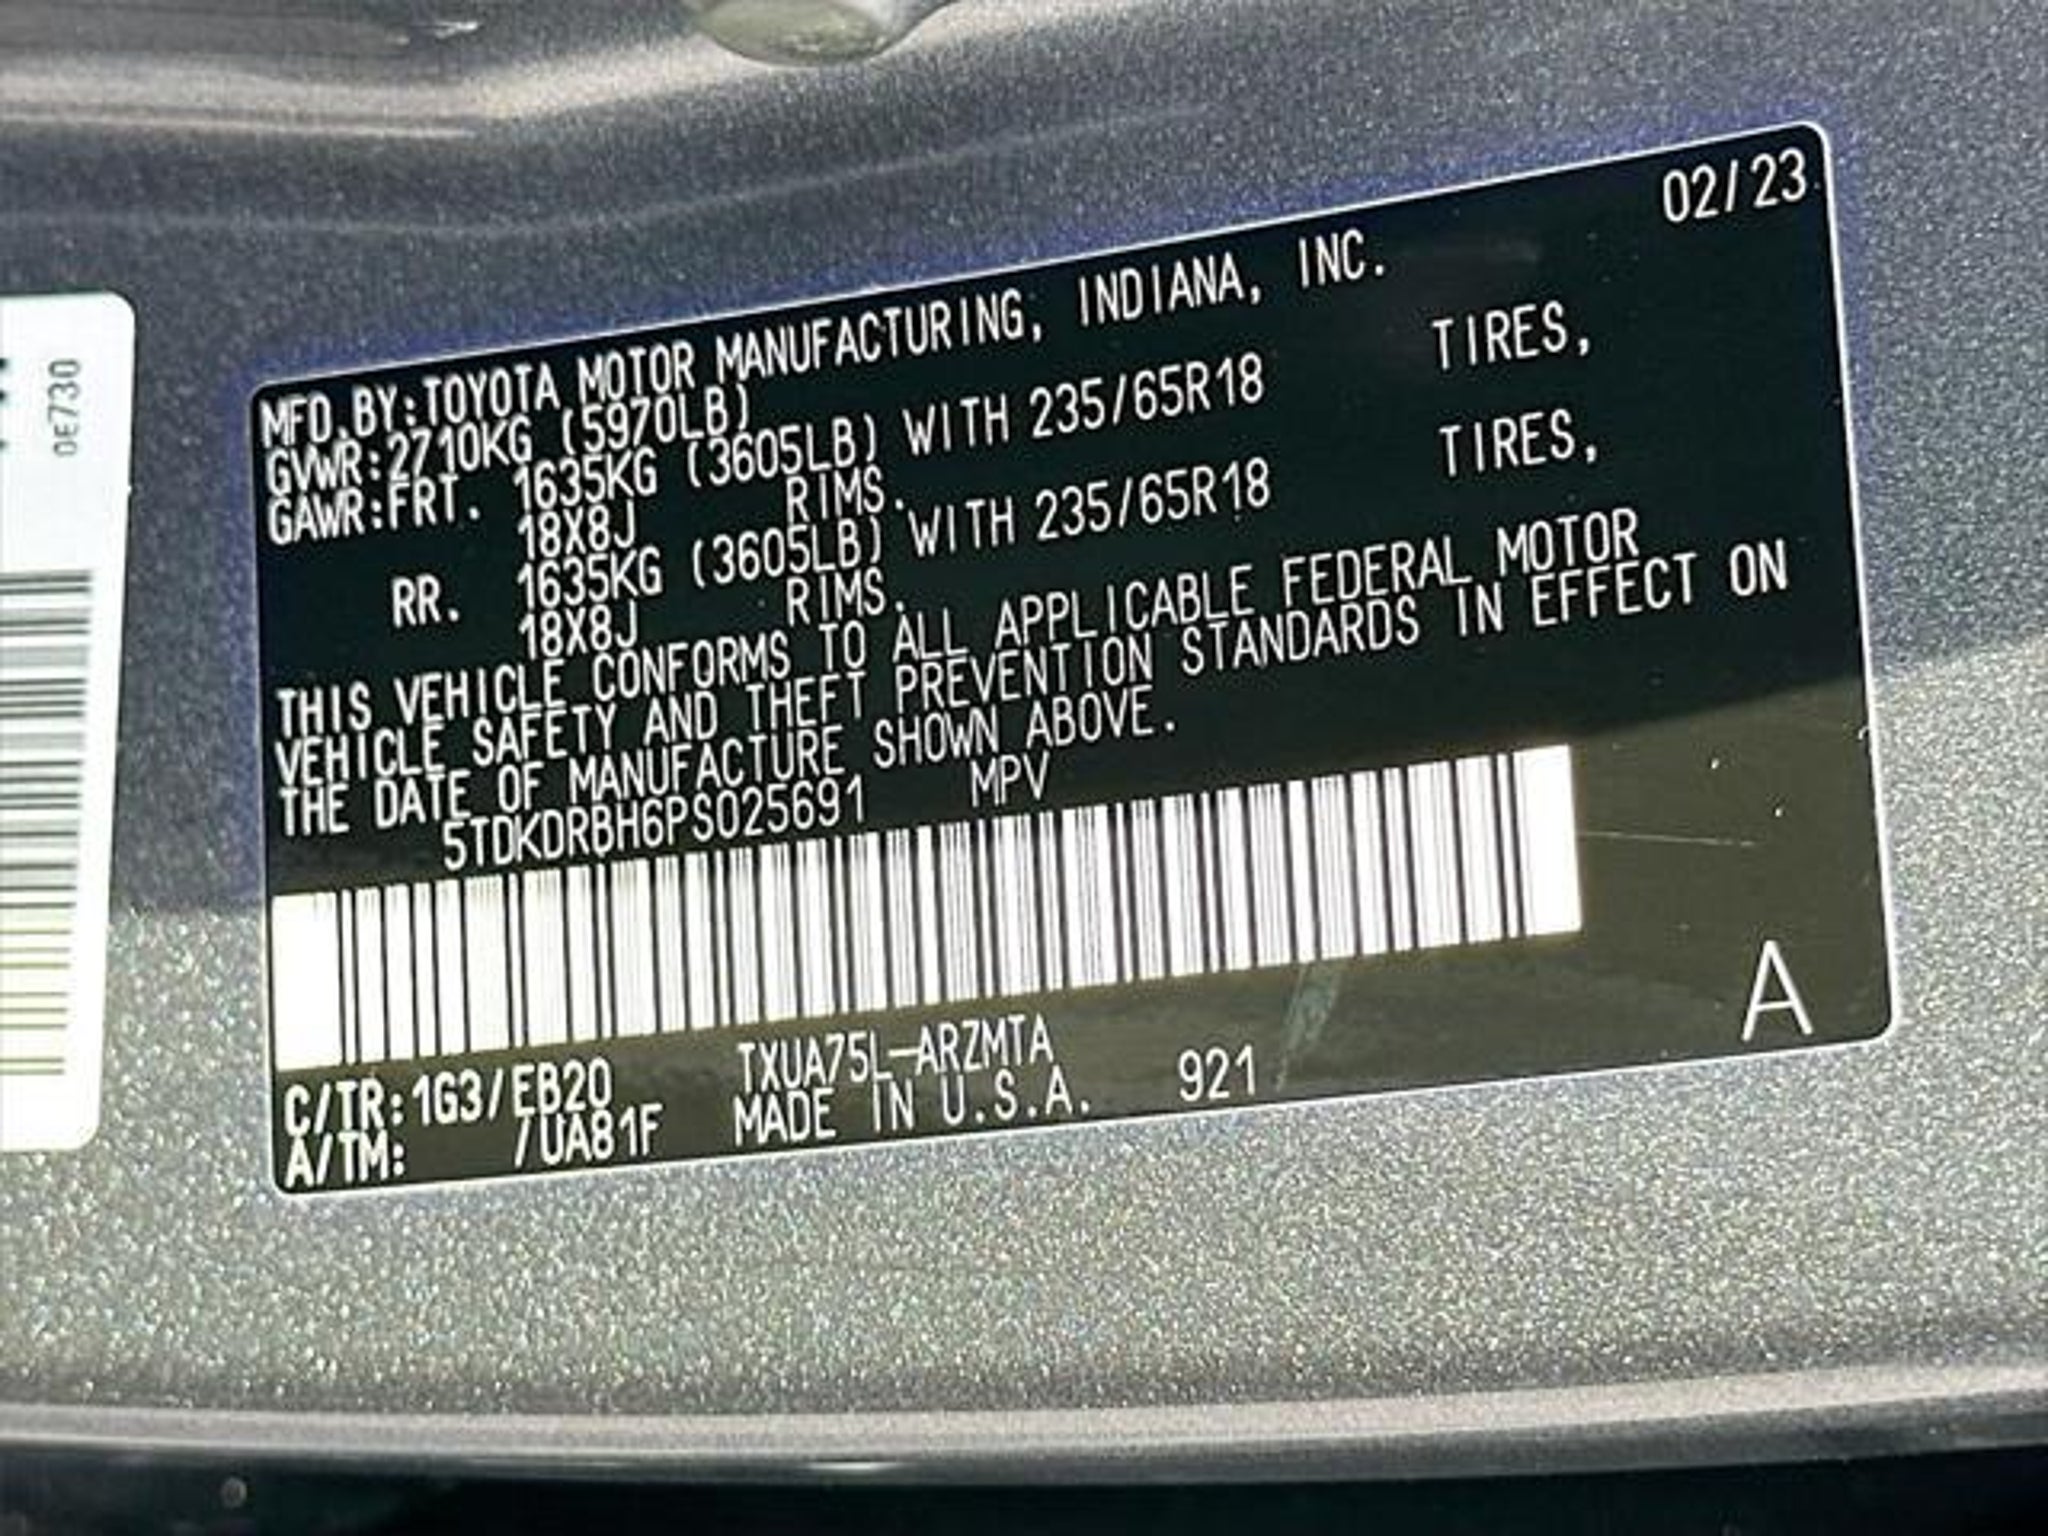 02/23
MFD.BY:TOYOTA MOTOR MANUFACTURING, INDIANA, INC.
GVWR:2710KG (5970LB)
GAWR:FRT. 1635KG (3605LB) WITH 235/65R18 TIRES,
18X8J RIMS.
RR. 1635KG (3605LB) WITH 235/65R18 TIRES,
18X8J RIMS.
THIS VEHICLE CONFORMS TO ALL APPLICABLE FEDERAL MOTOR
VEHICLE SAFETY AND THEFT PREVENTION STANDARDS IN EFFECT ON
THE DATE OF MANUFACTURE SHOWN ABOVE.
5TDKDRBH6PS025691 MPV
C/TR:1G3/EB20 TXUA75L-ARZMTA
A/TM: /UA81F MADE IN U.S.A. 921
A
0E730